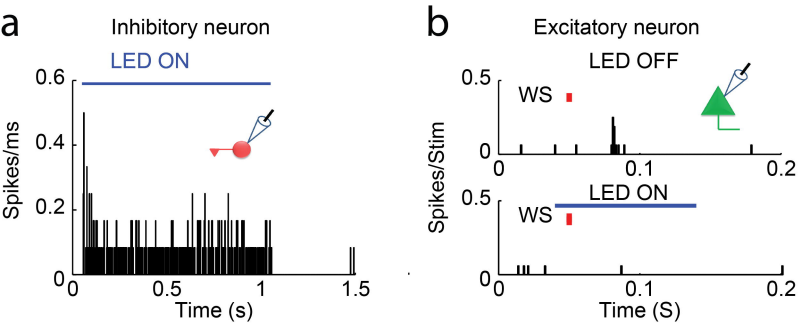 a
Inhibitory neuron
LED ON
Spikes/ms
0.6
0.4
0.2
0
0
0.5
1
1.5
Time (s)
b
Excitatory neuron
LED OFF
WS
Spikes/Stim
0.5
0
0
0.1
0.2
LED ON
WS
0.5
0
0
0.1
0.2
Time (S)